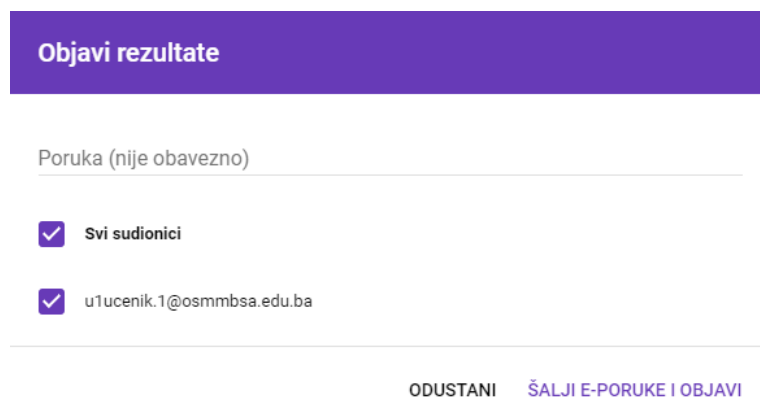 Objavi rezultate
Poruka (nije obavezno)
Svi sudionici
u1ucenik.1@osmmbsa.edu.ba
ODUSTANI ŠALJI E-PORUKE I OBJAVI